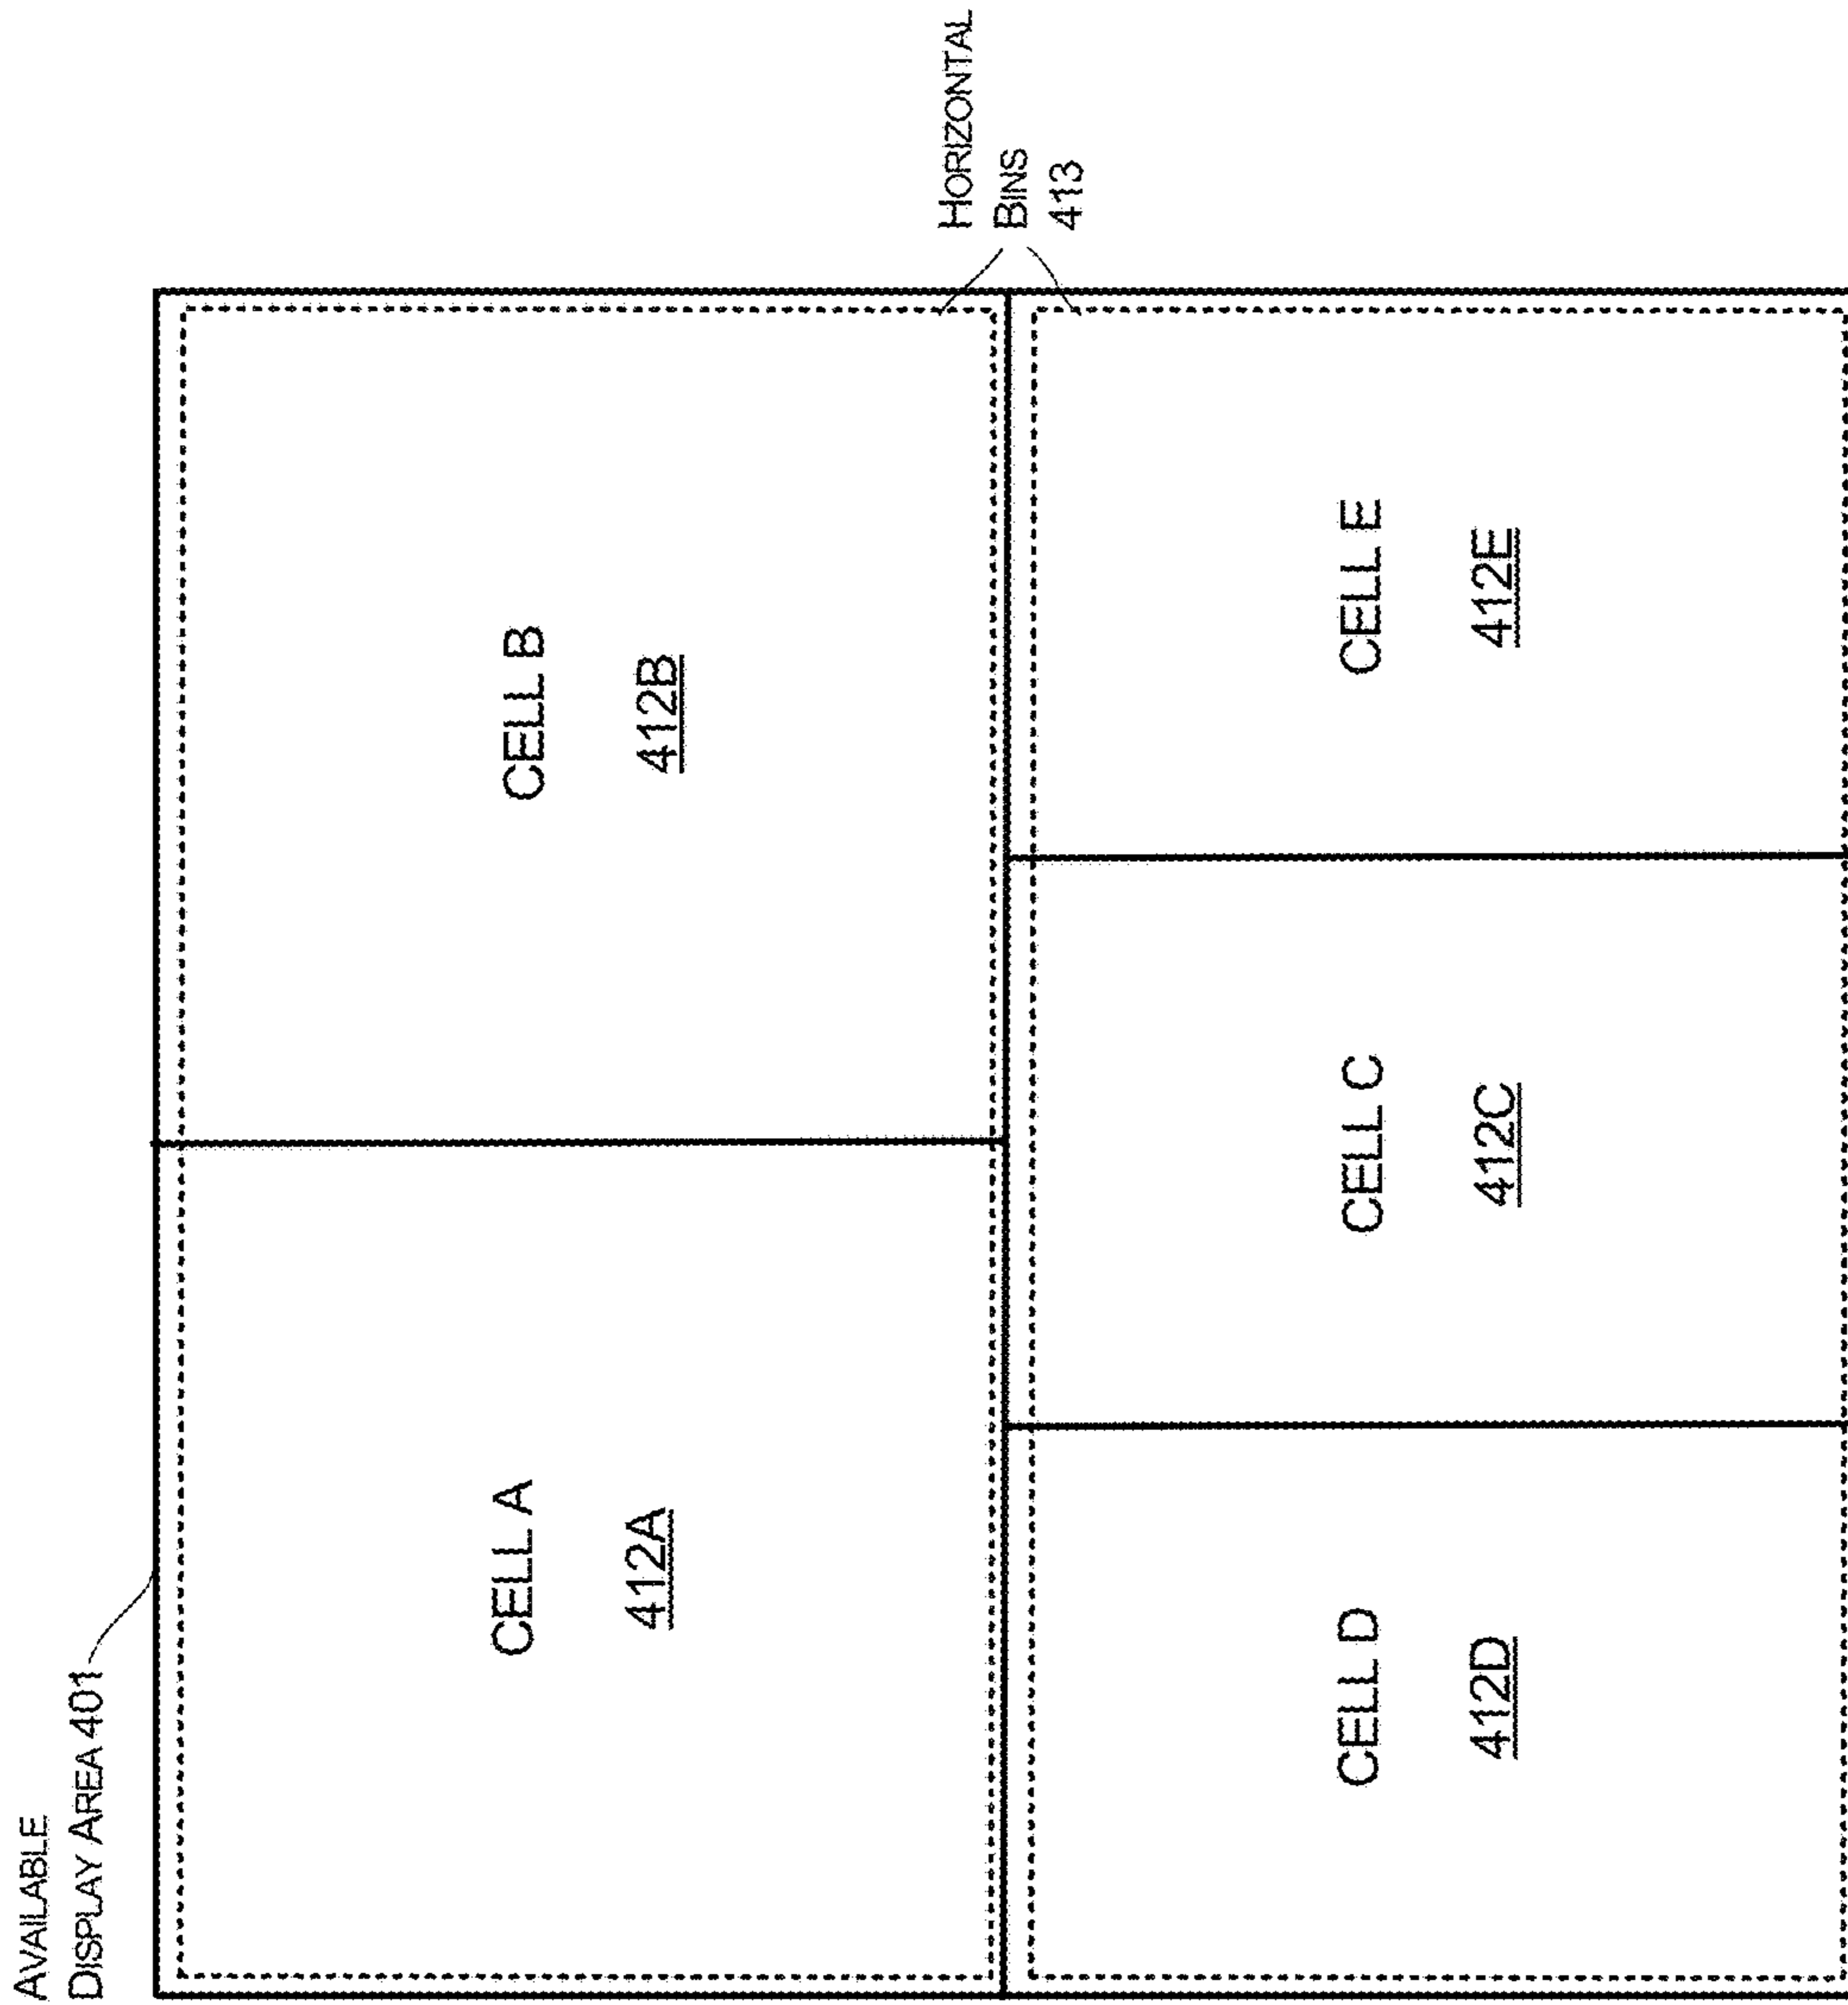 AVAILABLE
DISPLAY AREA 401
CELL A
412A
CELL B
412B
HORIZONTAL
BINS
413
CELL D
412D
CELL C
412C
CELL E
412E